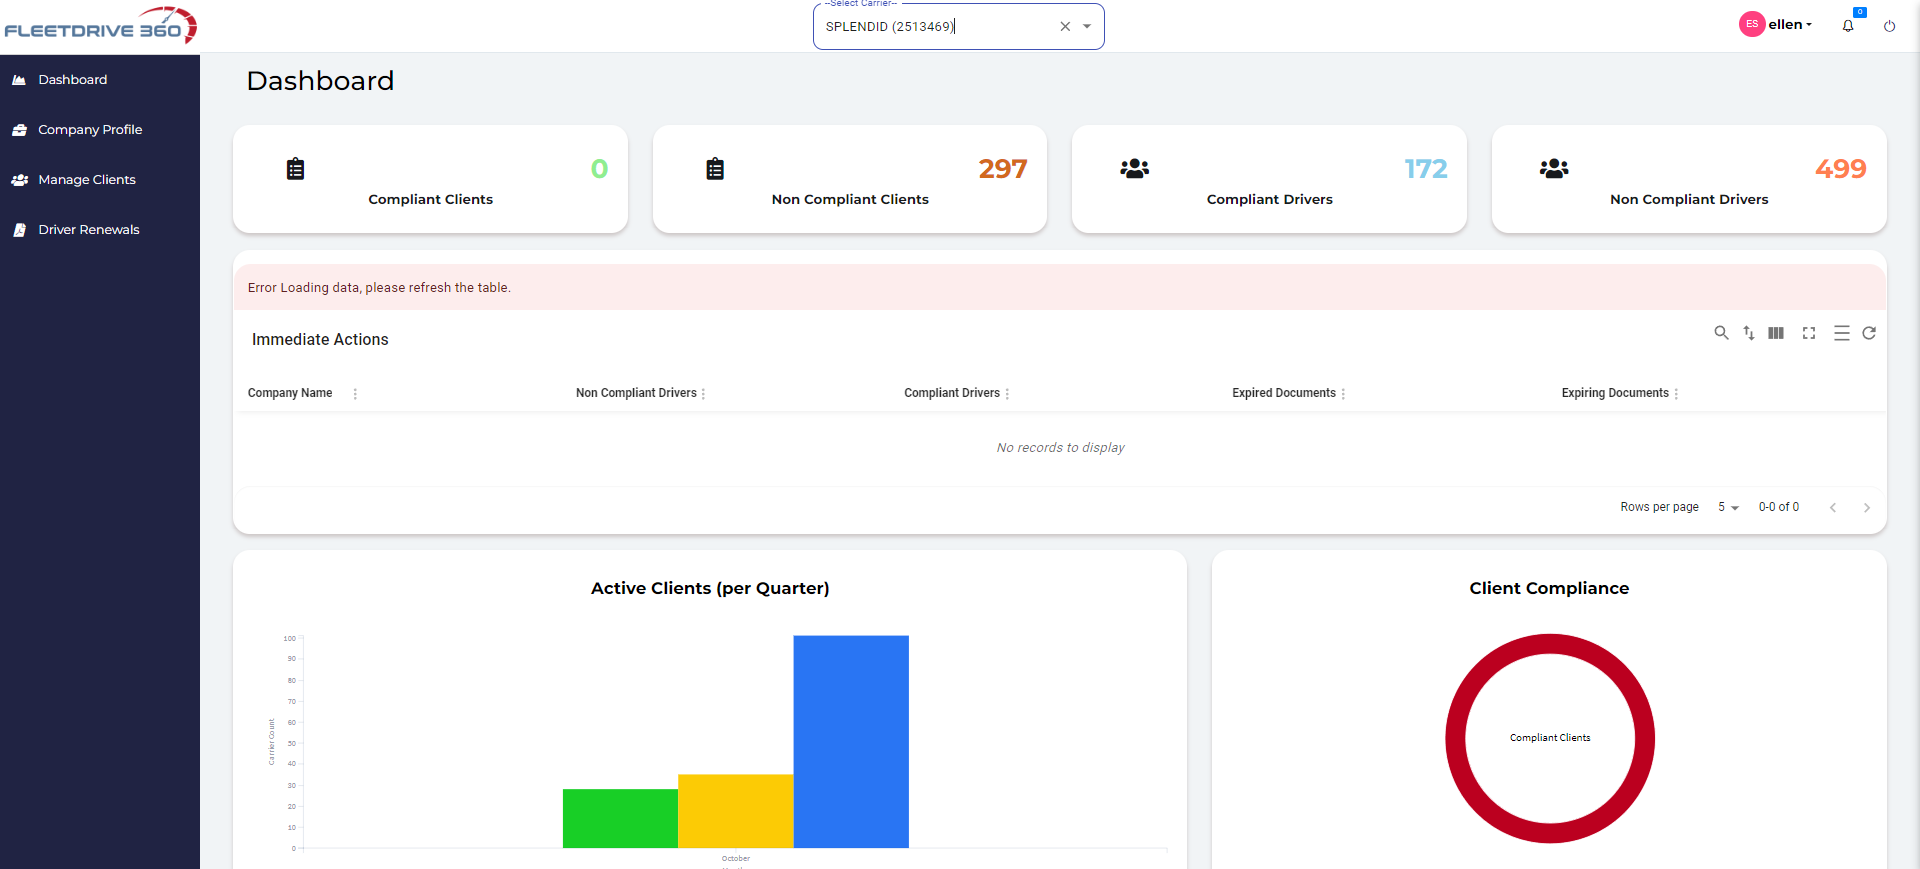 FLEETDRIVE 360
--Select Carrier--
SPLENDID (2513469)
ES ellen
0
Dashboard
Company Profile
Manage Clients
Driver Renewals
Dashboard
0
Compliant Clients
297
Non Compliant Clients
172
Compliant Drivers
499
Non Compliant Drivers
Error Loading data, please refresh the table.
Immediate Actions
Company Name Non Compliant Drivers Compliant Drivers Expired Documents Expiring Documents
No records to display
Rows per page 5 0-0 of 0
Active Clients (per Quarter)
100
90
80
70
60
50
40
30
20
10
0
Carrier Count
October
Client Compliance
Compliant Clients